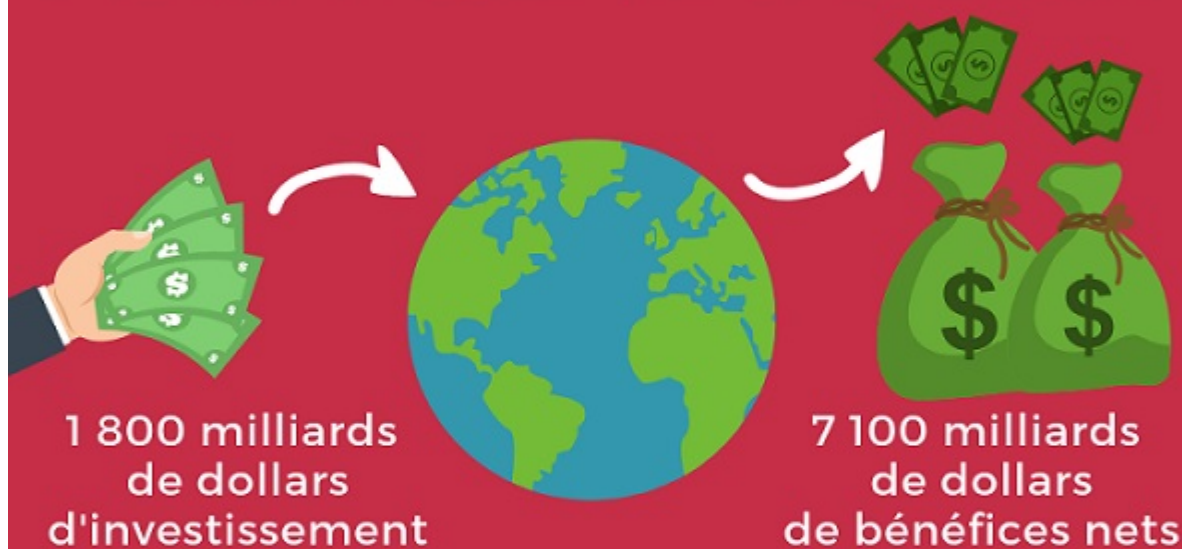 1 800 milliards
de dollars
d'investissement
7 100 milliards
de dollars
de bénéfices nets
$
$
$
$
$
$
$
$
$
$